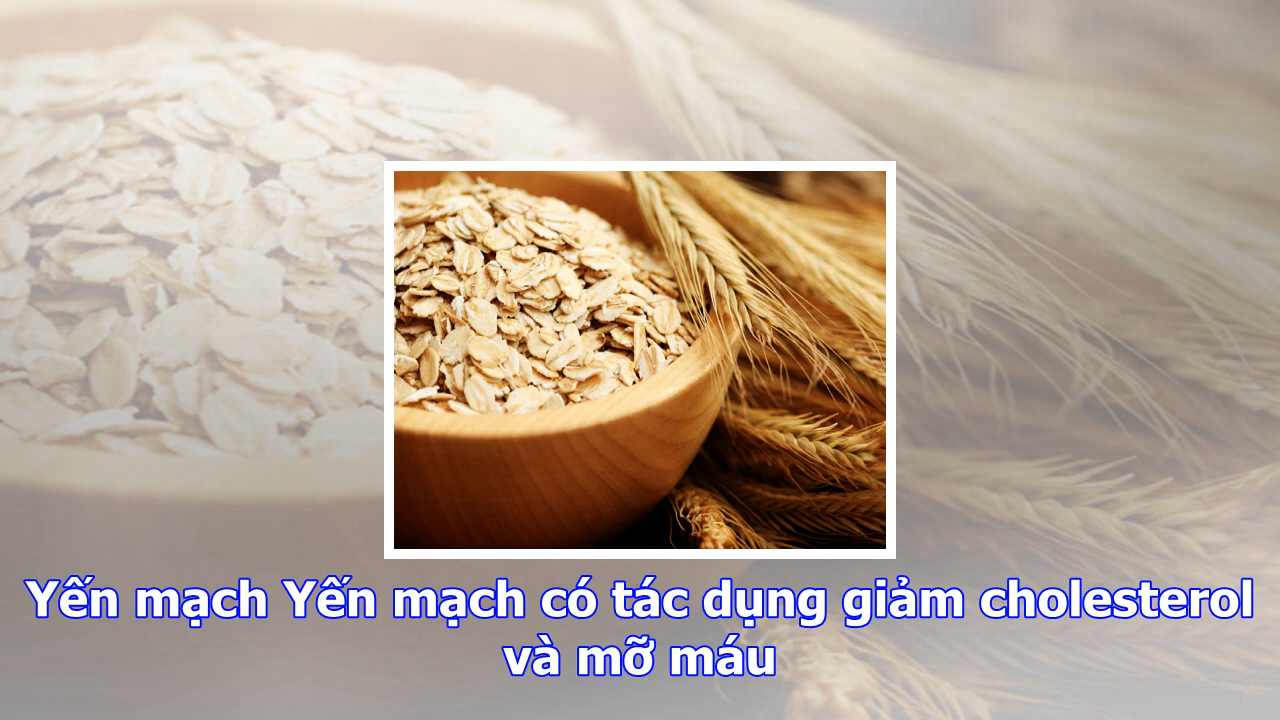 Yến mạch Yến mạch có tác dụng giảm cholesterol
và mỡ máu